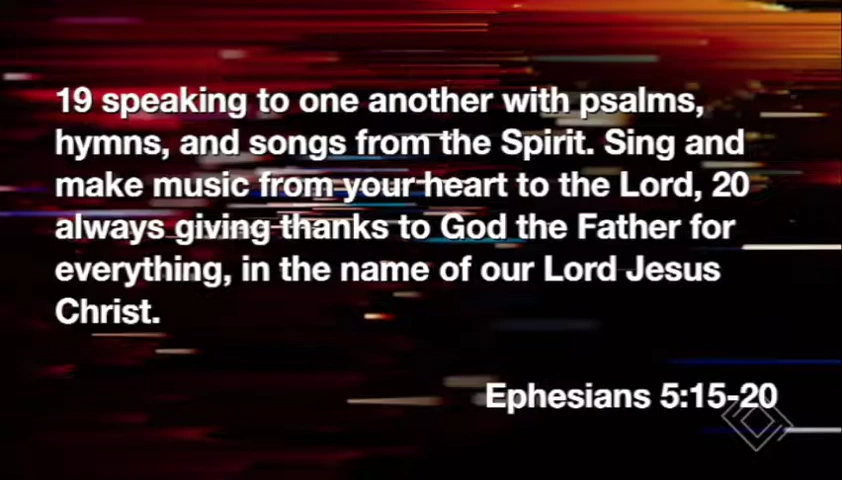 19 speaking to one another with psalms,
hymns, and songs from the Spirit. Sing and
make music from your heart to the Lord, 20
always giving thanks to God the Father for
everything, in the name of our Lord Jesus
Christ.
Ephesians 5:15-20